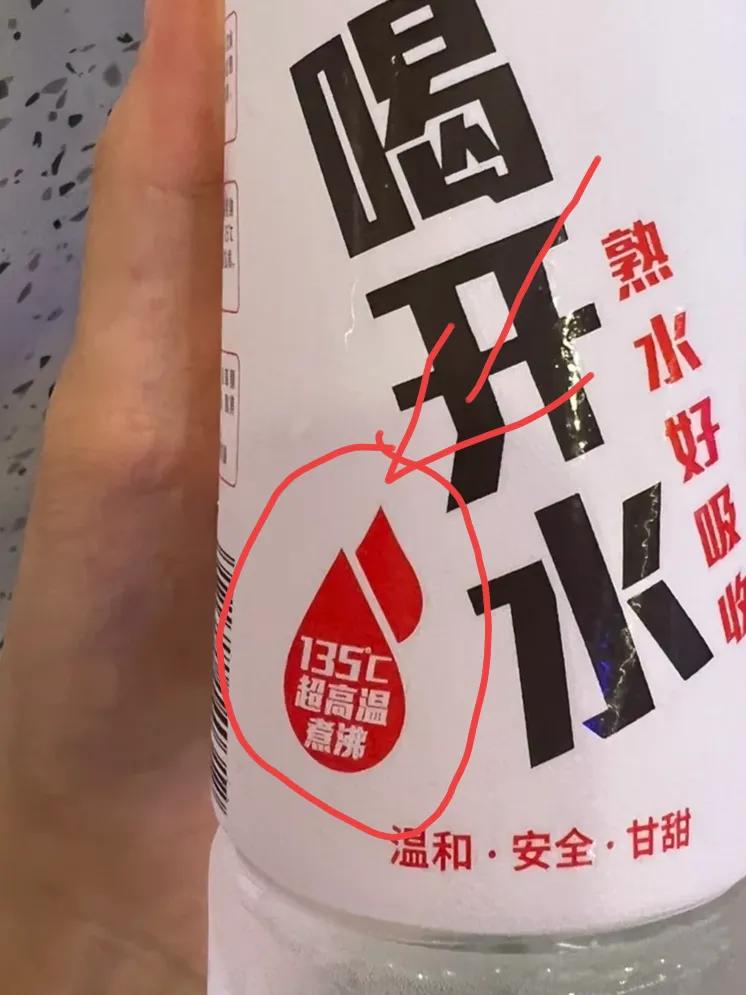 喝开水
熟水好吸收
135℃
超高温
煮沸
温和·安全·甘甜